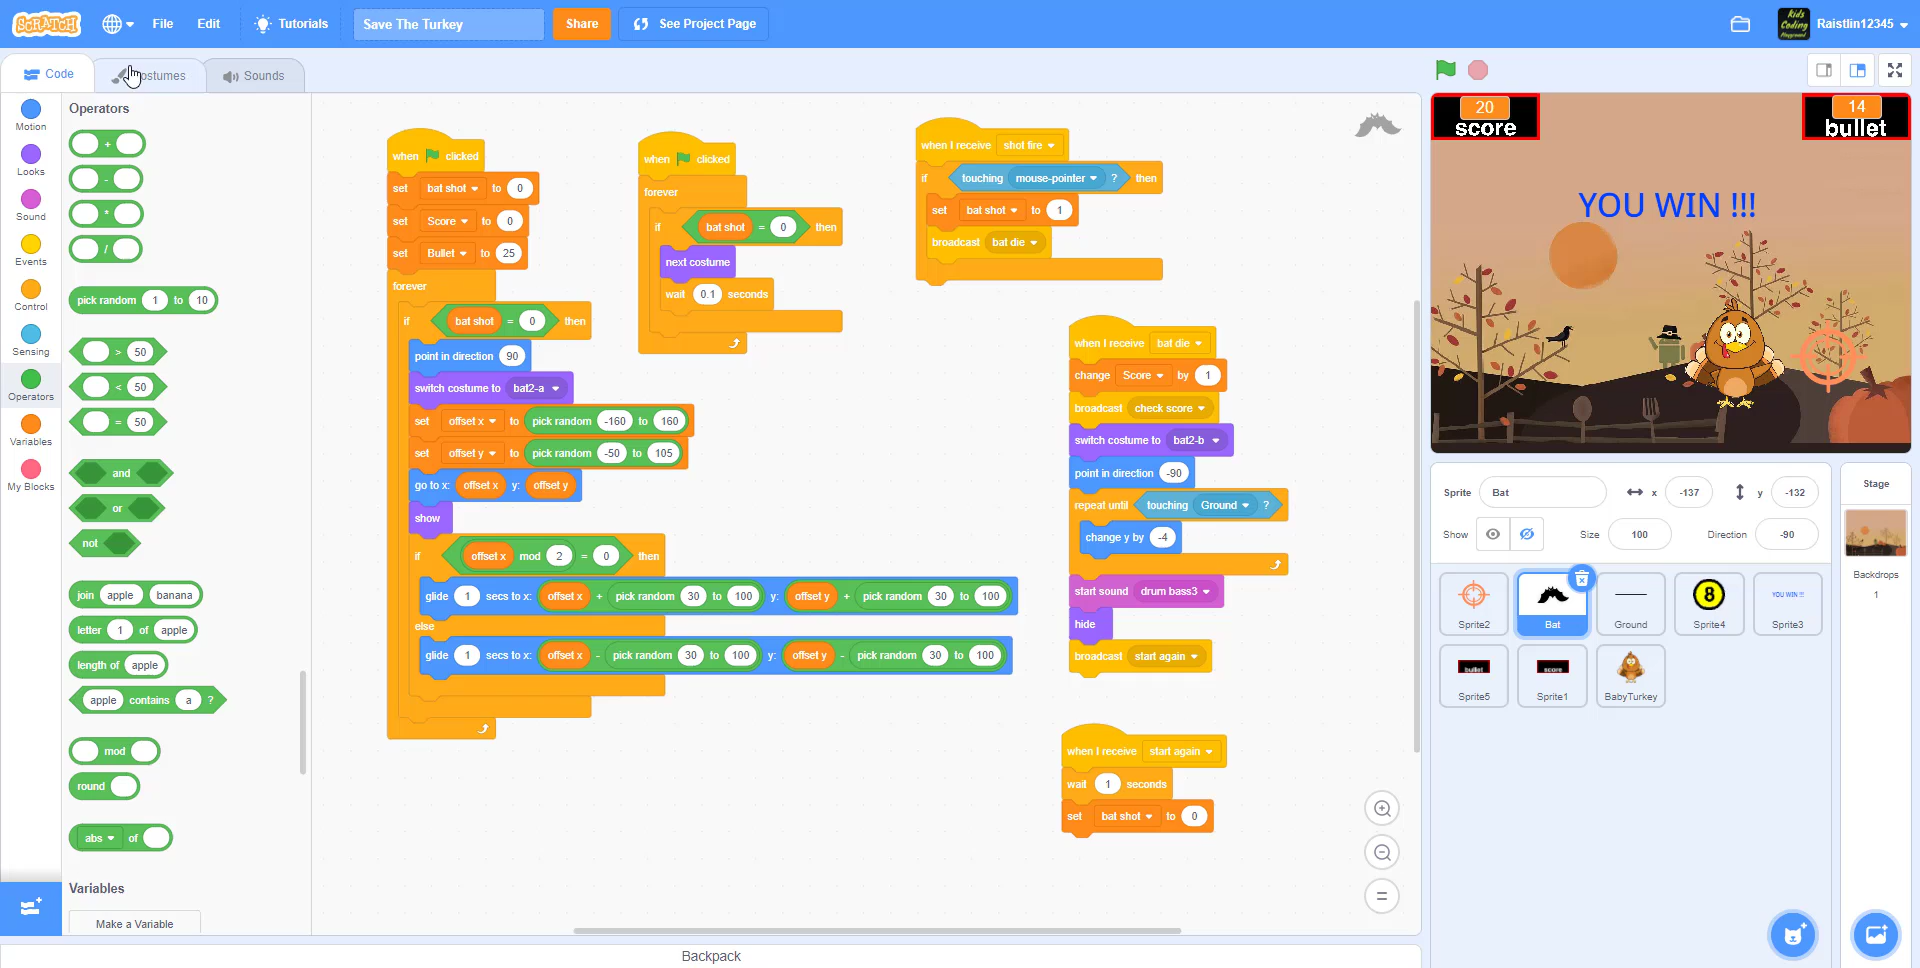 SCRATCH File Edit Tutorials Save The Turkey Share See Project Page Kids Coding Playground Raistlin12345
Code ostumes Sounds
Motion
Looks
Sound
Events
Control
Sensing
Operators
Variables
My Blocks
Operators
+
-
*
/
pick random 1 to 10
> 50
< 50
= 50
and
or
not
join apple banana
letter 1 of apple
length of apple
apple contains a ?
mod
round
abs of
Variables
Make a Variable
when clicked
set bat shot to 0
set Score to 0
set Bullet to 25
forever
if bat shot = 0 then
point in direction 90
switch costume to bat2-a
set offset x to pick random -160 to 160
set offset y to pick random -50 to 105
go to x: offset x y: offset y
show
if offset x mod 2 = 0 then
glide 1 secs to x: offset x + pick random 30 to 100 y: offset y + pick random 30 to 100
else
glide 1 secs to x: offset x - pick random 30 to 100 y: offset y - pick random 30 to 100
when clicked
forever
if bat shot = 0 then
next costume
wait 0.1 seconds
when I receive shot fire
if touching mouse-pointer ? then
set bat shot to 1
broadcast bat die
when I receive bat die
change Score by 1
broadcast check score
switch costume to bat2-b
point in direction -90
repeat until touching Ground ?
change y by -4
start sound drum bass3
hide
broadcast start again
when I receive start again
wait 1 seconds
set bat shot to 0
Backpack
20
score
14
bullet
YOU WIN !!!
Sprite Bat x -137 y -132
Show Size 100 Direction -90
Sprite2 Bat Ground 8 Sprite4 YOU WIN !!! Sprite3
bullet Sprite5 score Sprite1 BabyTurkey
Stage
Backdrops
1